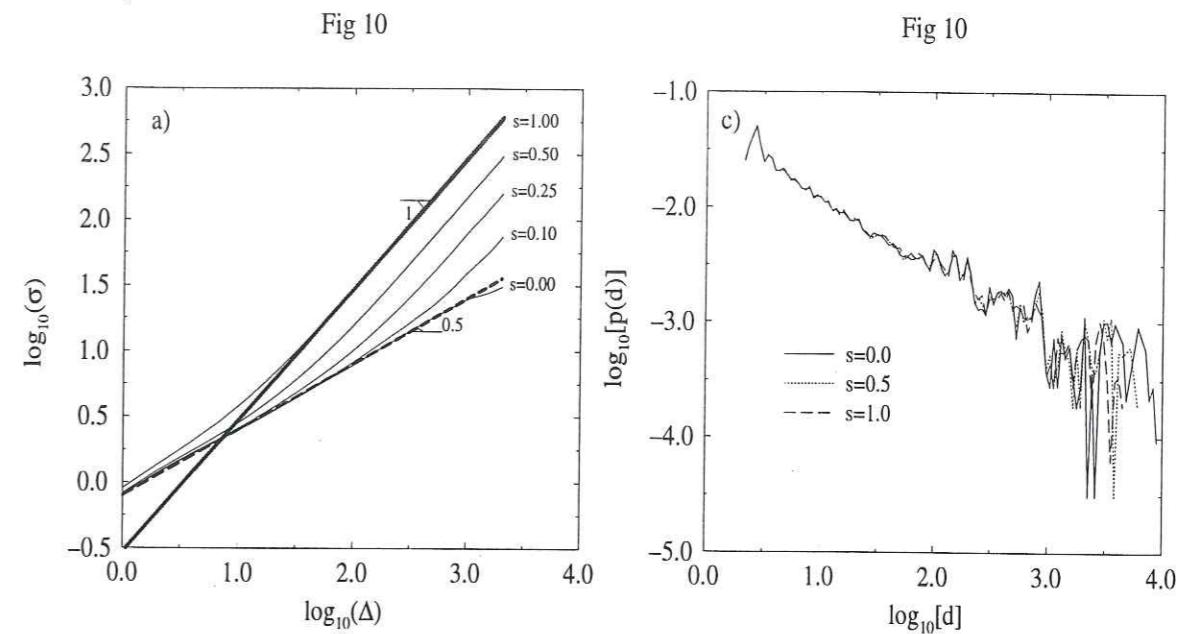 Fig 10
3.0
2.5
2.0
1.5
1.0
0.5
0.0
−0.5
log₁₀(σ)
a)
s=1.00
s=0.50
s=0.25
s=0.10
s=0.00
1
0.5
0.0 1.0 2.0 3.0 4.0
log₁₀(Δ)
Fig 10
−1.0
−2.0
−3.0
−4.0
−5.0
log₁₀[p(d)]
c)
s=0.0
s=0.5
s=1.0
0.0 1.0 2.0 3.0 4.0
log₁₀[d]